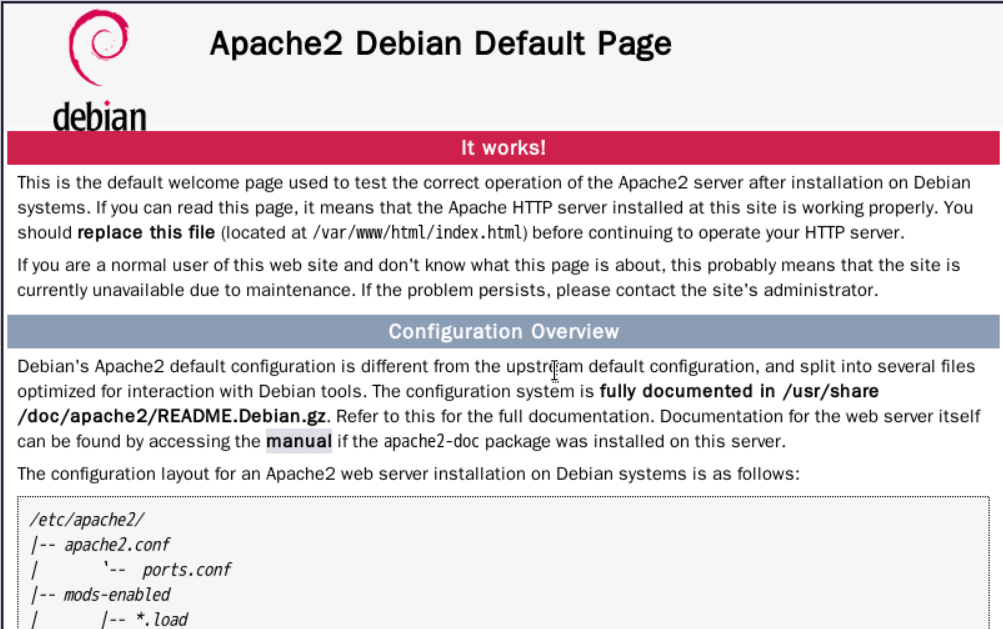 debian
Apache2 Debian Default Page
It works!
This is the default welcome page used to test the correct operation of the Apache2 server after installation on Debian
systems. If you can read this page, it means that the Apache HTTP server installed at this site is working properly. You
should replace this file (located at /var/www/html/index.html) before continuing to operate your HTTP server.
If you are a normal user of this web site and don't know what this page is about, this probably means that the site is
currently unavailable due to maintenance. If the problem persists, please contact the site's administrator.
Configuration Overview
Debian's Apache2 default configuration is different from the upstream default configuration, and split into several files
optimized for interaction with Debian tools. The configuration system is fully documented in /usr/share
/doc/apache2/README.Debian.gz. Refer to this for the full documentation. Documentation for the web server itself
can be found by accessing the manual if the apache2-doc package was installed on this server.
The configuration layout for an Apache2 web server installation on Debian systems is as follows:
/etc/apache2/
|-- apache2.conf
|       `--  ports.conf
|-- mods-enabled
|       |-- *.load